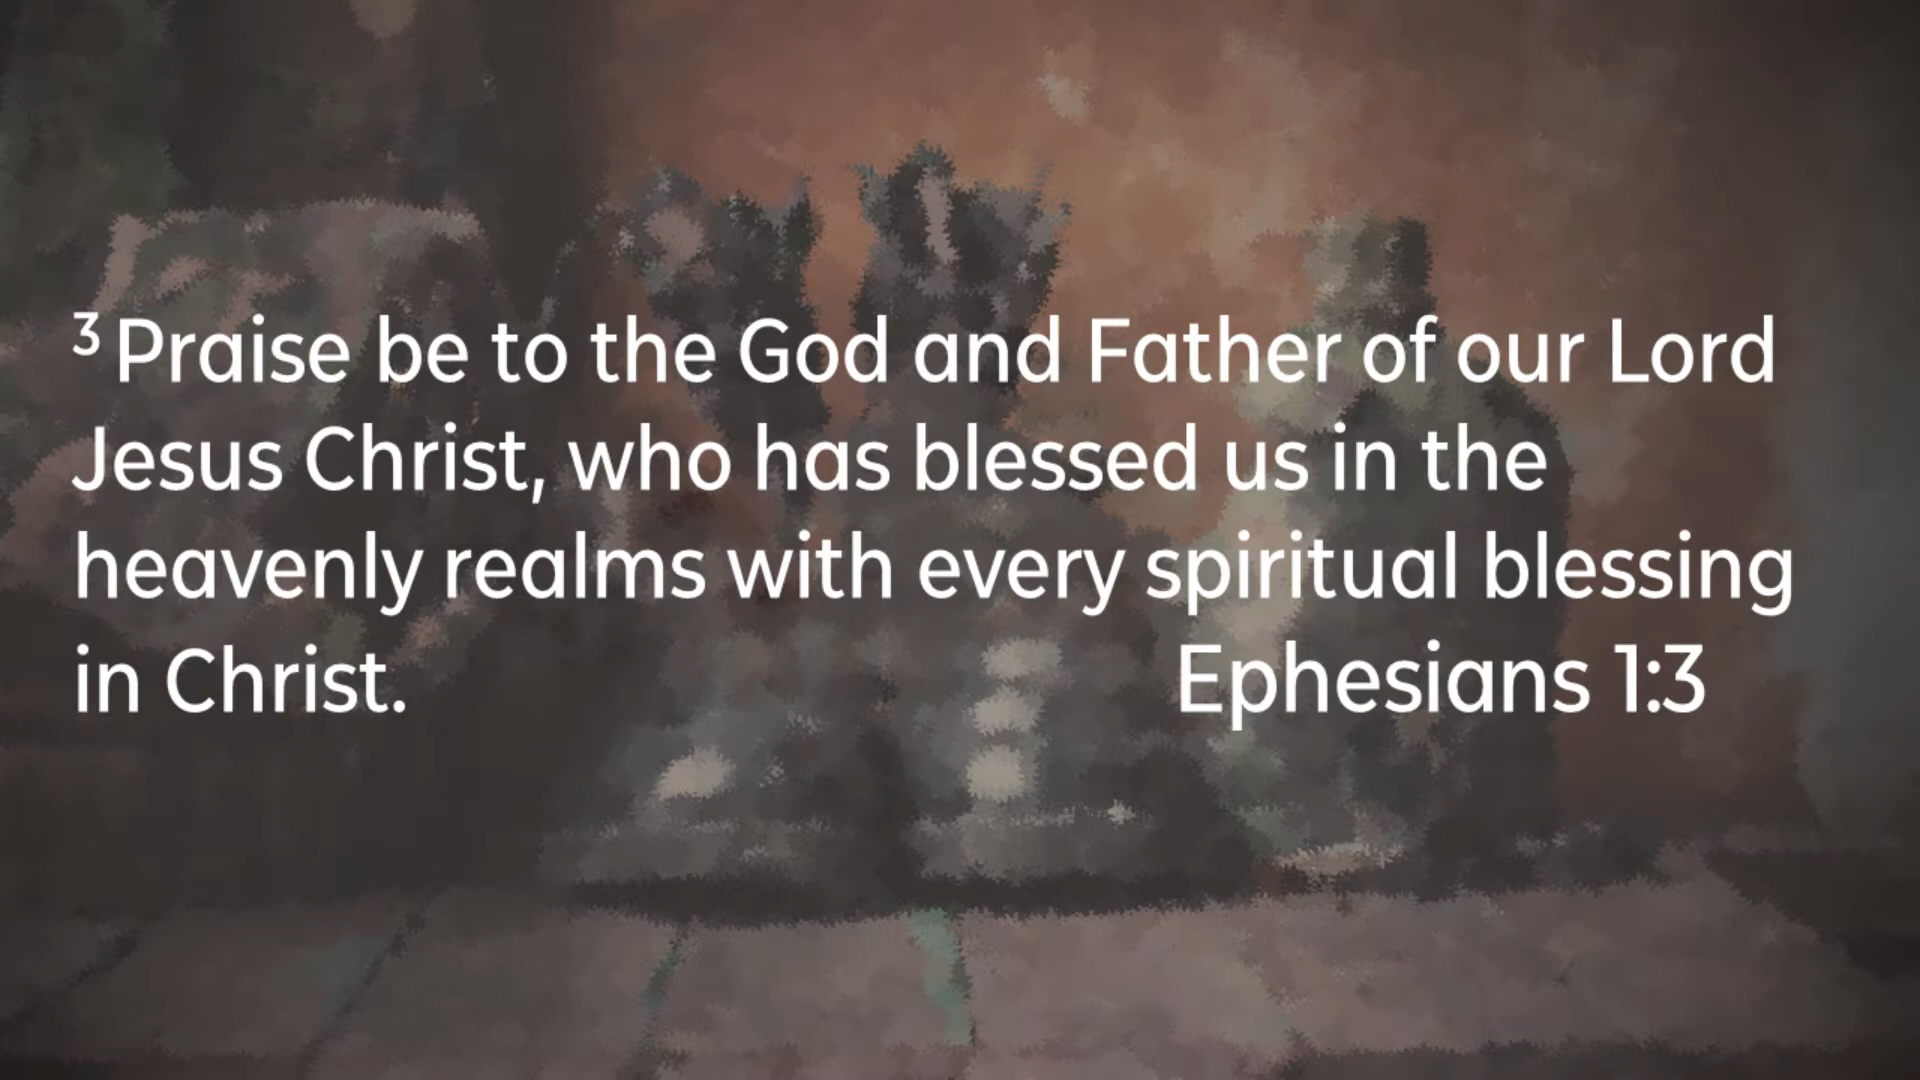 3 Praise be to the God and Father of our Lord
Jesus Christ, who has blessed us in the
heavenly realms with every spiritual blessing
in Christ. Ephesians 1:3